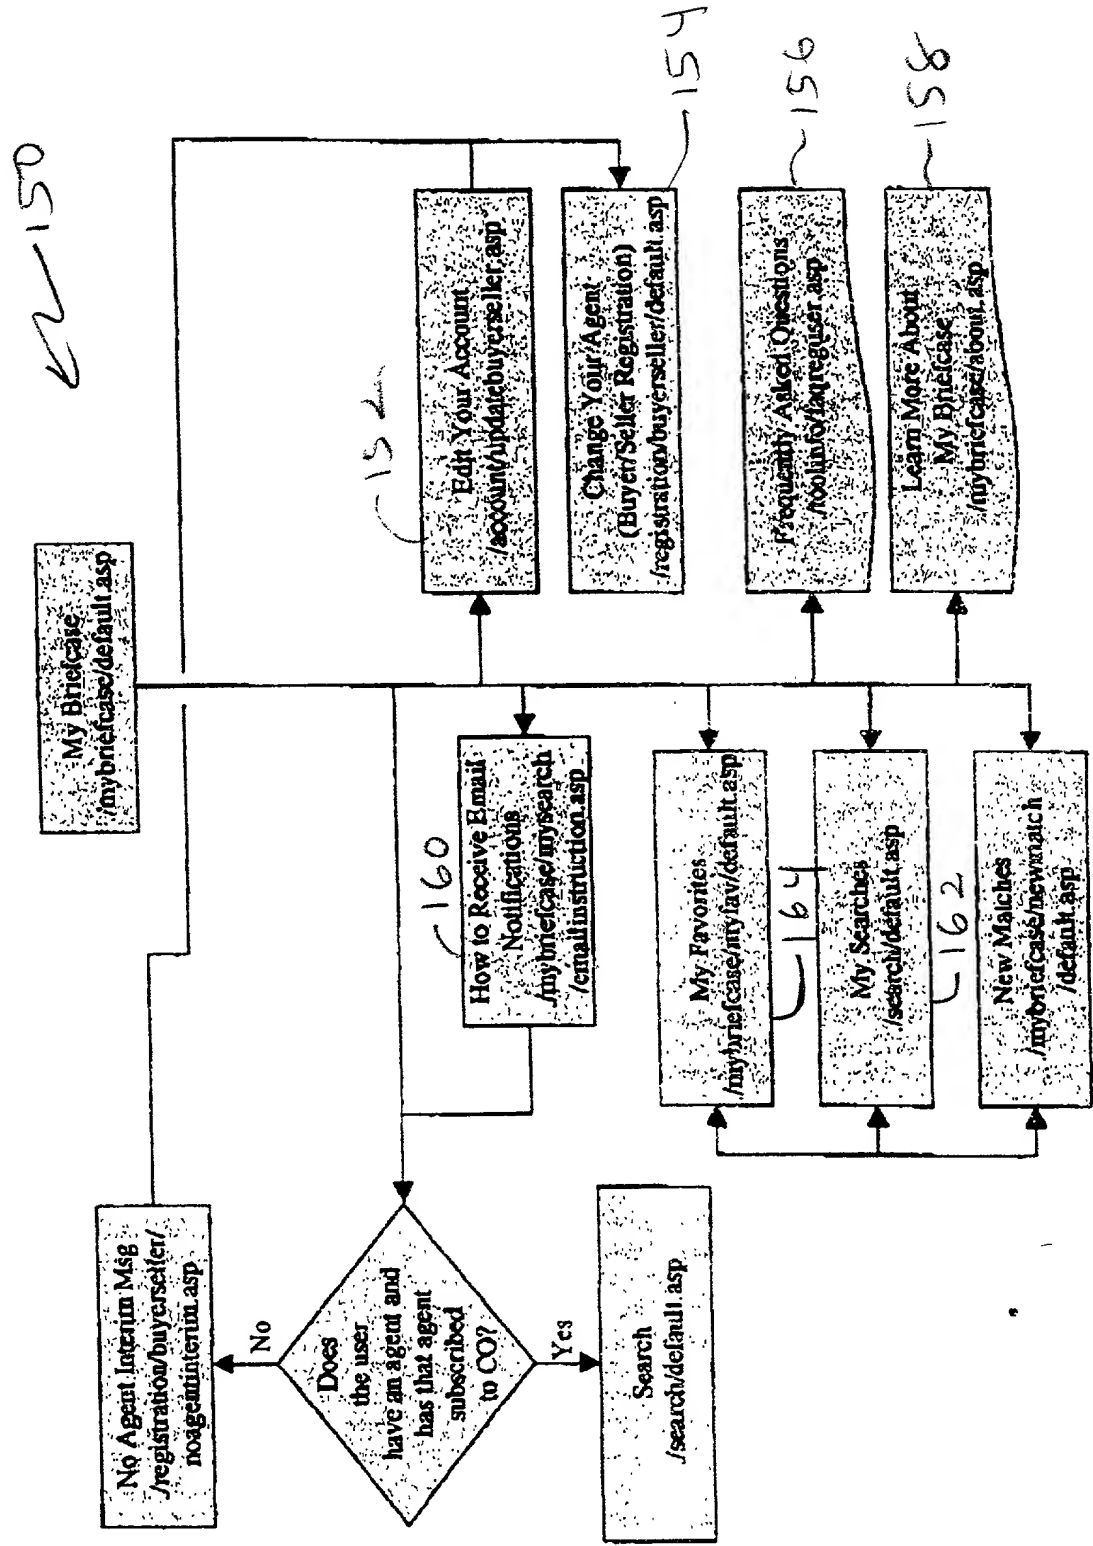 150
My Briefcase
/mybriefcase/default.asp
No Agent Interim Msg
/registration/buyerseller/
noagentinterim.asp
No
Does
the user
have an agent and
has that agent
subscribed
to CO?
Yes
Search
/search/default.asp
160
How to Receive Email
Notifications
/mybriefcase/mysearch
/emailinstruction.asp
152
Edit Your Account
/account/updatebuyerseller.asp
Change Your Agent
(Buyer/Seller Registration)
/registration/buyerseller/default.asp
154
My Favorites
/mybriefcase/myfav/default.asp
164
Frequently Asked Questions
/toolinfo/faqreguser.asp
156
My Searches
/search/default.asp
162
Learn More About
My Briefcase
/mybriefcase/about.asp
158
New Matches
/mybriefcase/newmatch
/default.asp